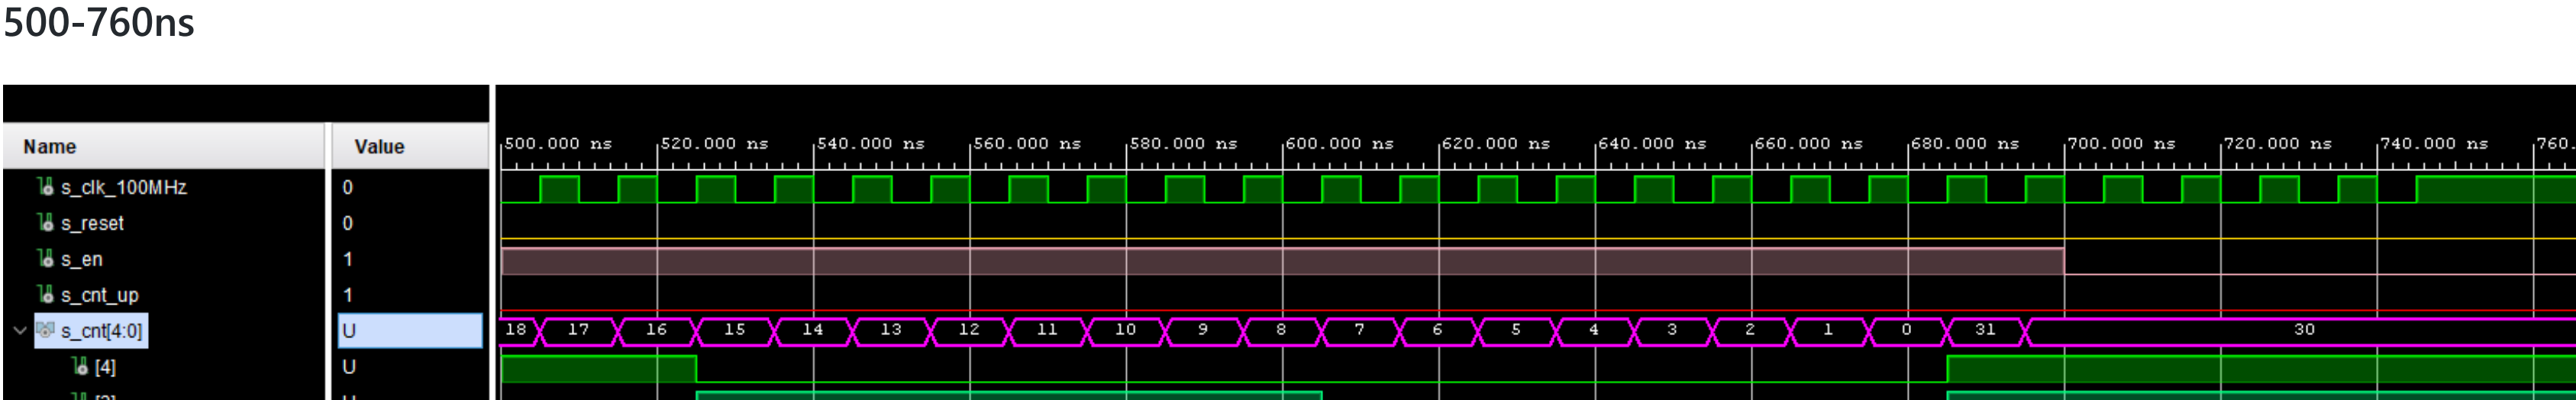 500-760ns
Name Value
500.000 ns 520.000 ns 540.000 ns 560.000 ns 580.000 ns 600.000 ns 620.000 ns 640.000 ns 660.000 ns 680.000 ns 700.000 ns 720.000 ns 740.000 ns 760.
s_clk_100MHz 0
s_reset 0
s_en 1
s_cnt_up 1
s_cnt[4:0] U 18 17 16 15 14 13 12 11 10 9 8 7 6 5 4 3 2 1 0 31 30
[4] U